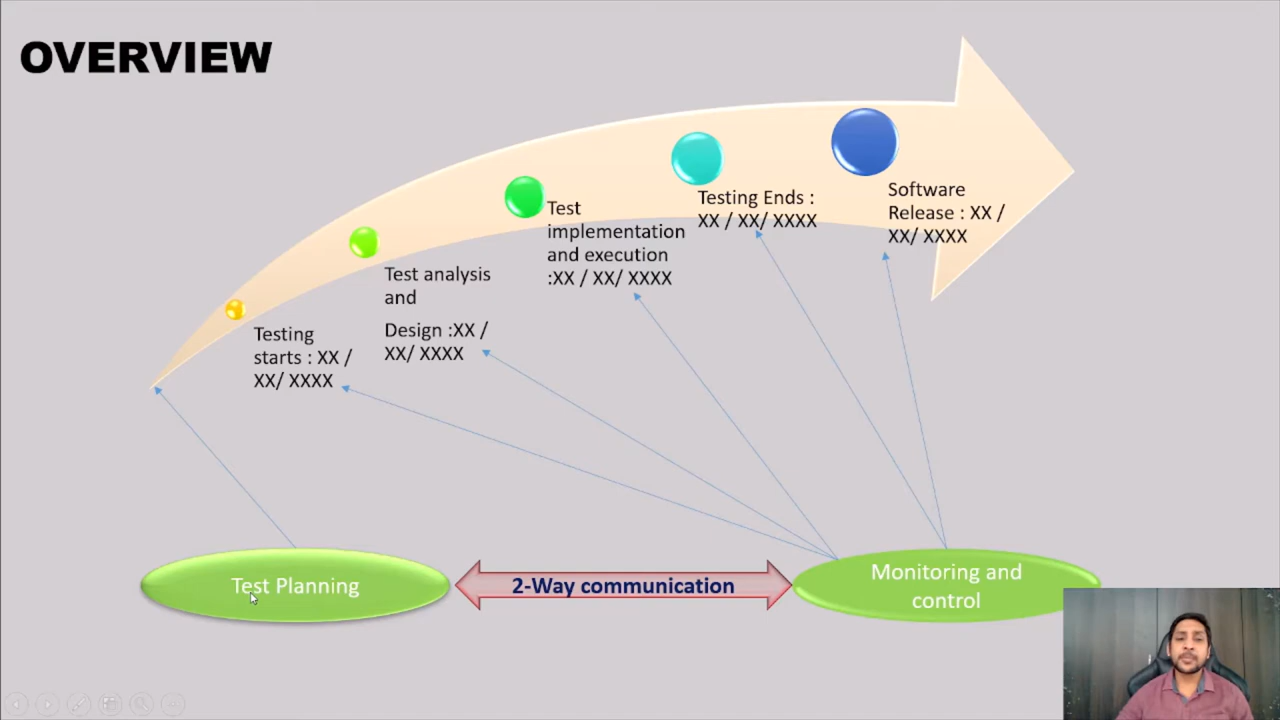 OVERVIEW
Testing
starts : XX /
XX/ XXXX
Test analysis
and
Design :XX /
XX/ XXXX
Test
implementation
and execution
:XX / XX/ XXXX
Testing Ends :
XX / XX/ XXXX
Software
Release : XX /
XX/ XXXX
Test Planning
2-Way communication
Monitoring and
control